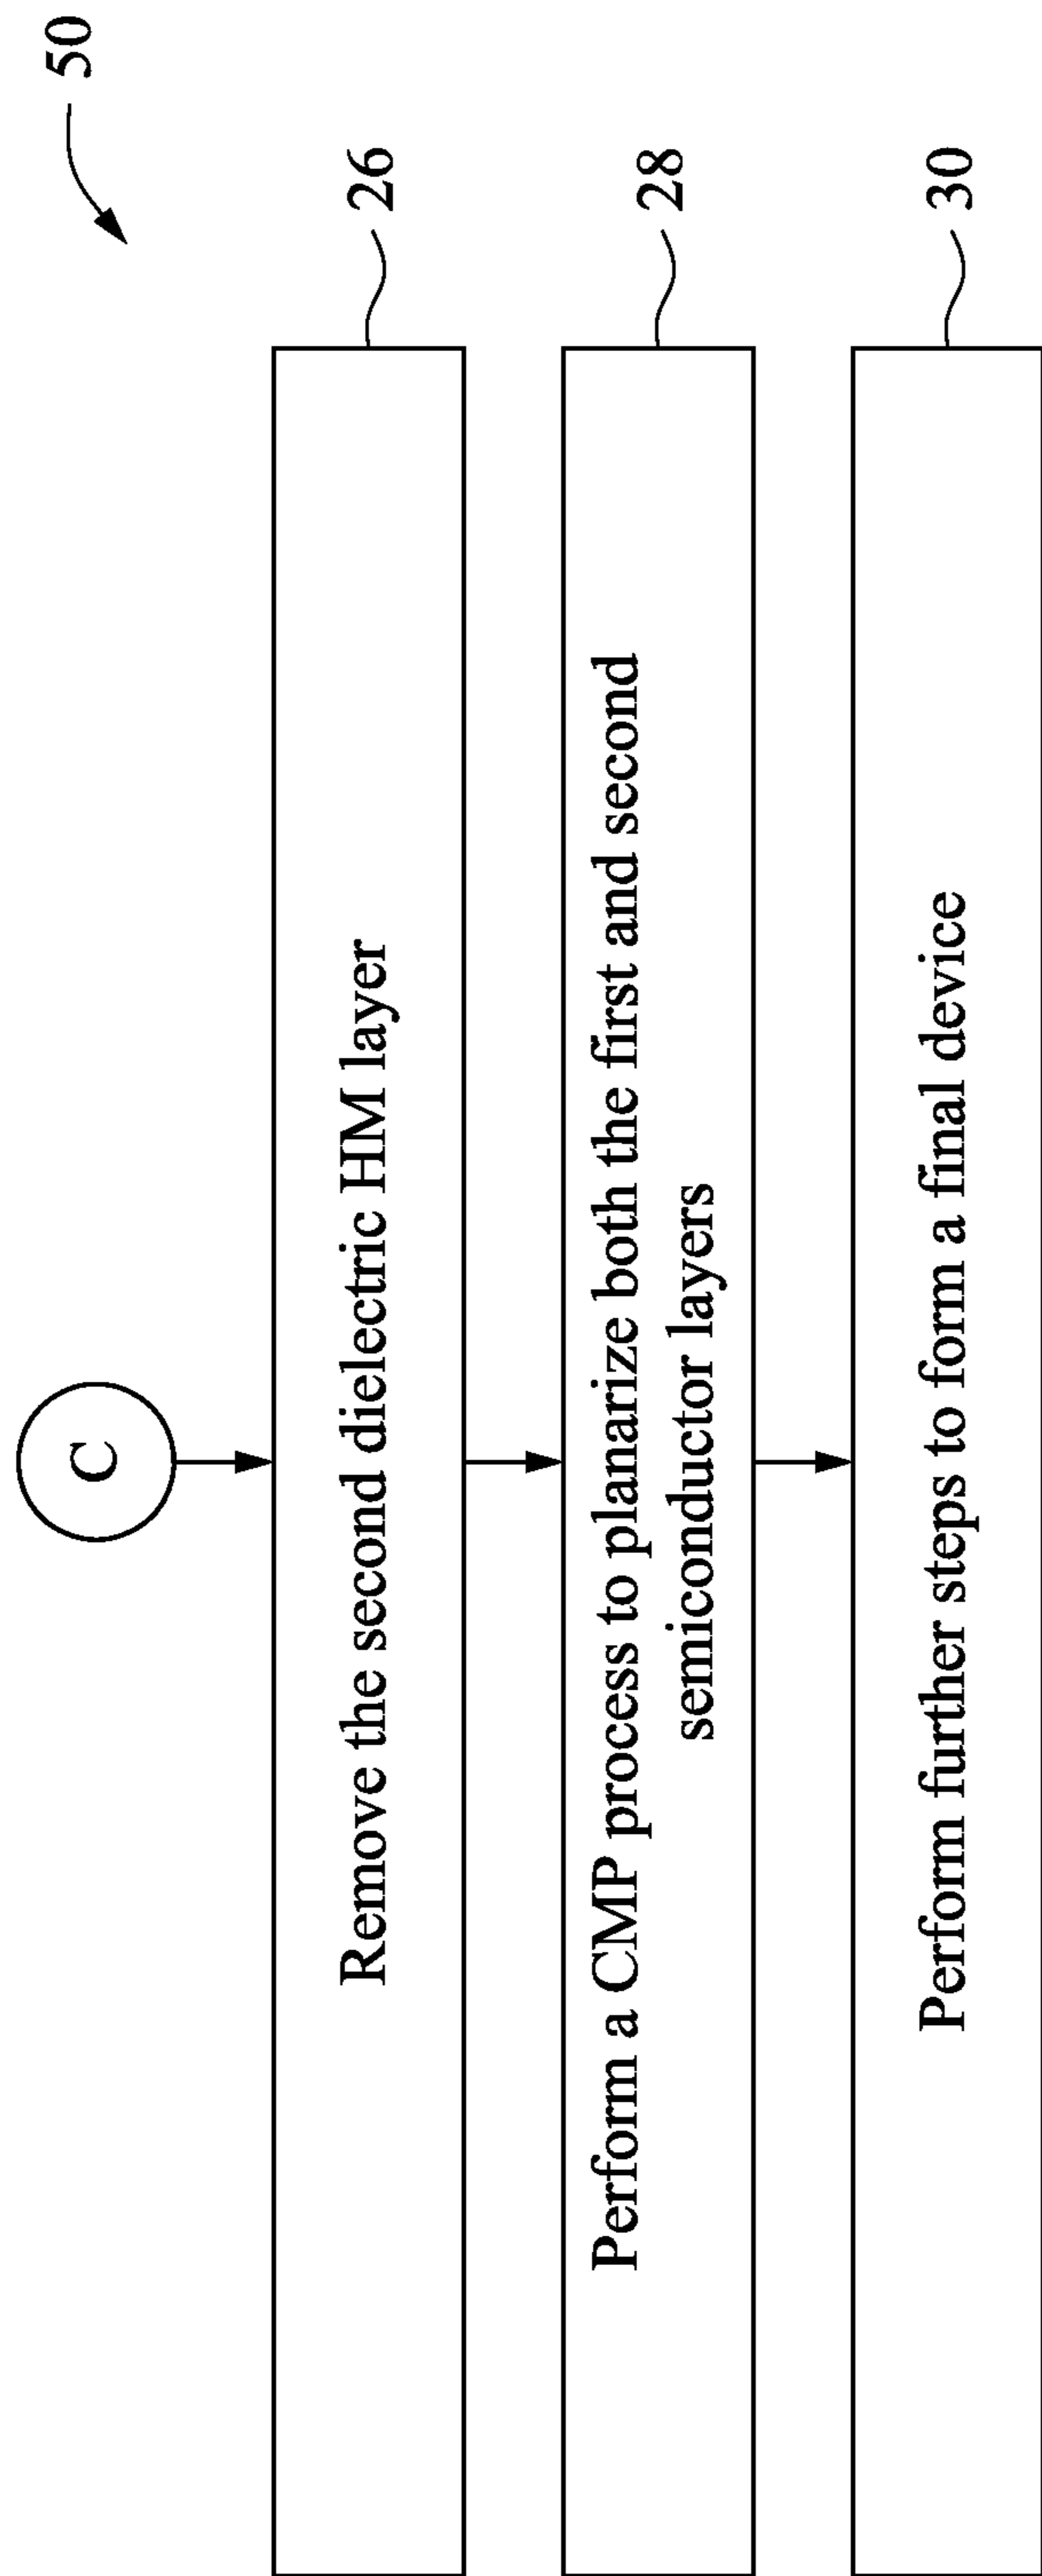 50
C
Remove the second dielectric HM layer
26
Perform a CMP process to planarize both the first and second
semiconductor layers
28
Perform further steps to form a final device
30